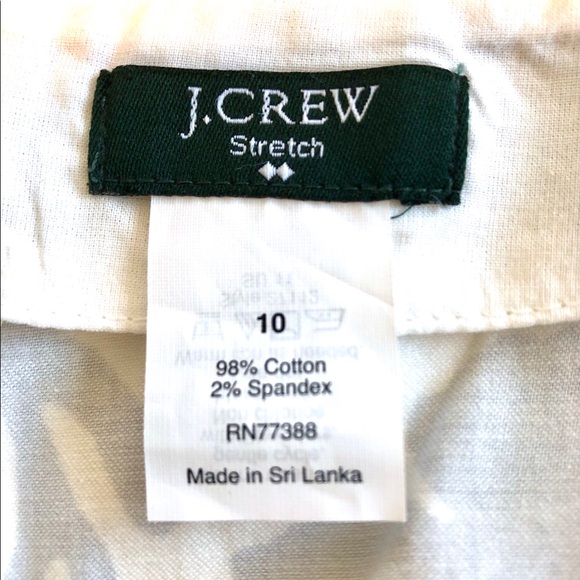 J.CREW
Stretch
10
98% Cotton
2% Spandex
RN77388
Made in Sri Lanka